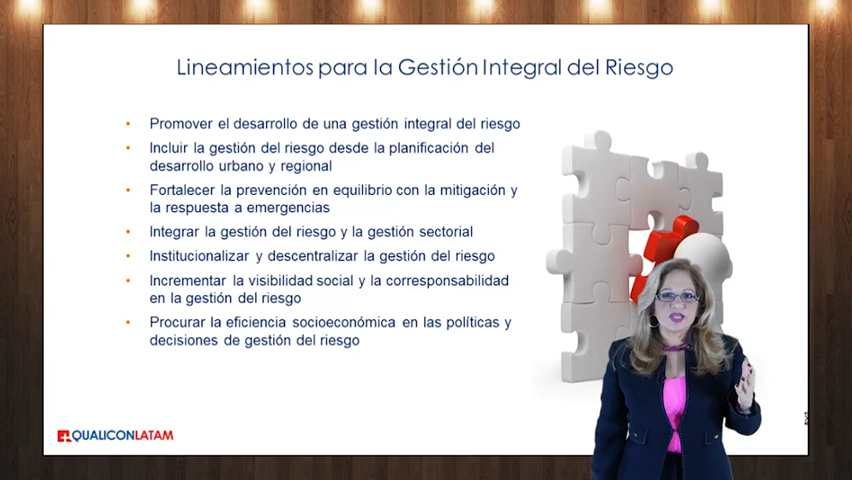 Lineamientos para la Gestión Integral del Riesgo
• Promover el desarrollo de una gestión integral del riesgo
• Incluir la gestión del riesgo desde la planificación del
desarrollo urbano y regional
• Fortalecer la prevención en equilibrio con la mitigación y
la respuesta a emergencias
• Integrar la gestión del riesgo y la gestión sectorial
• Institucionalizar y descentralizar la gestión del riesgo
• Incrementar la visibilidad social y la corresponsabilidad
en la gestión del riesgo
• Procurar la eficiencia socioeconómica en las políticas y
decisiones de gestión del riesgo
QUALICONLATAM